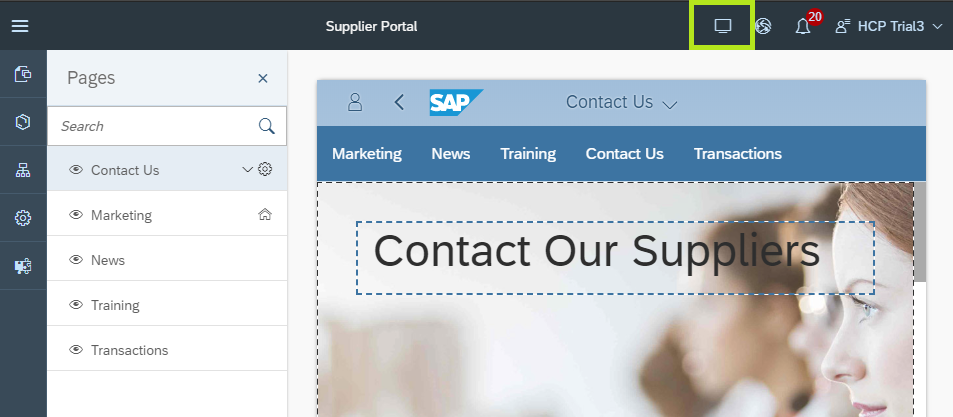 Supplier Portal
20
HCP Trial3
Pages
Search
Contact Us
Marketing
News
Training
Transactions
SAP
Contact Us
Marketing News Training Contact Us Transactions
Contact Our Suppliers